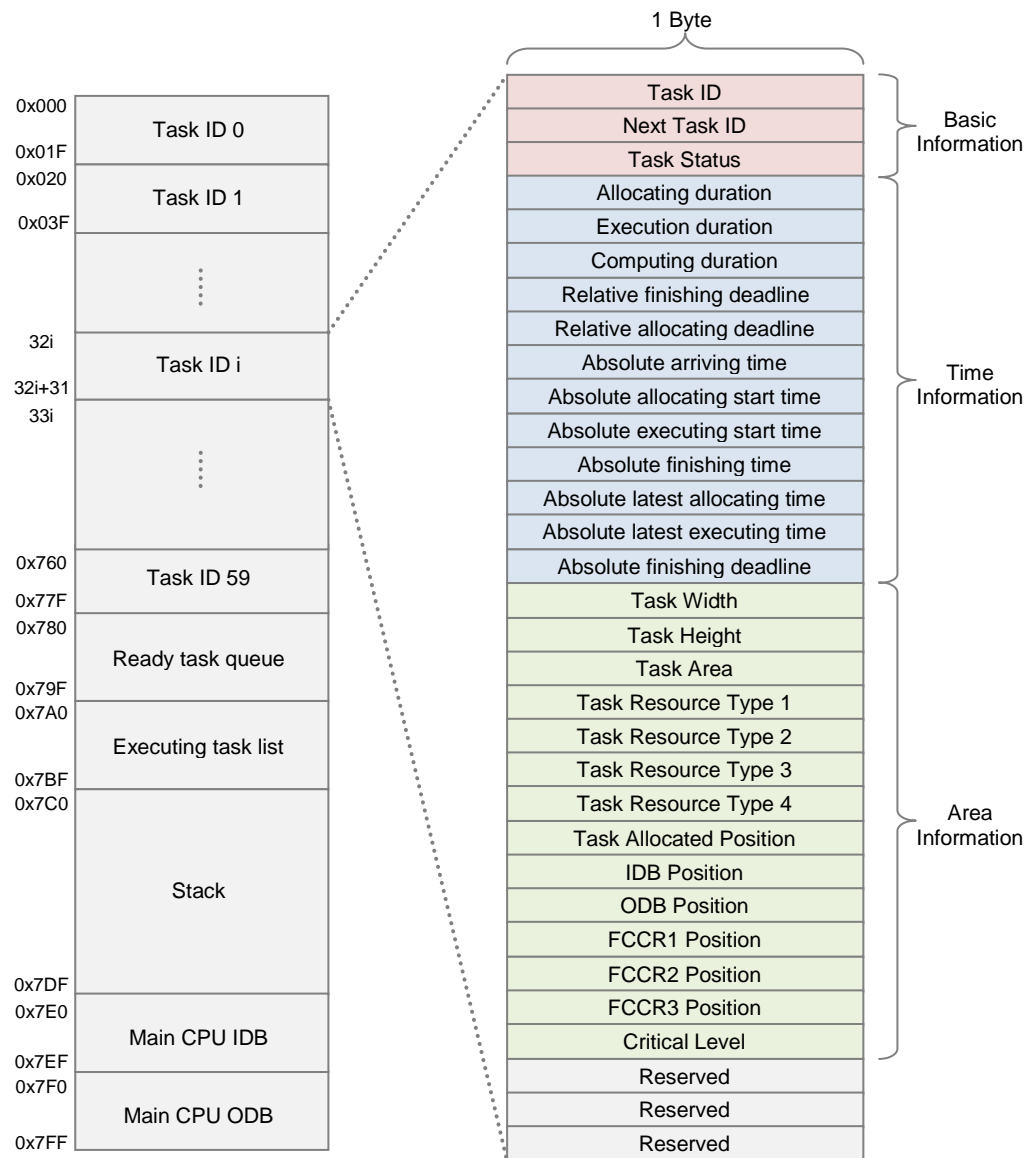 1 Byte
0x000
Task ID 0
0x01F
0x020
Task ID 1
0x03F
32i
Task ID i
32i+31
33i
0x760
Task ID 59
0x77F
0x780
Ready task queue
0x79F
0x7A0
Executing task list
0x7BF
0x7C0
Stack
0x7DF
0x7E0
Main CPU IDB
0x7EF
0x7F0
Main CPU ODB
0x7FF
Task ID
Next Task ID
Task Status
Allocating duration
Execution duration
Computing duration
Relative finishing deadline
Relative allocating deadline
Absolute arriving time
Absolute allocating start time
Absolute executing start time
Absolute finishing time
Absolute latest allocating time
Absolute latest executing time
Absolute finishing deadline
Task Width
Task Height
Task Area
Task Resource Type 1
Task Resource Type 2
Task Resource Type 3
Task Resource Type 4
Task Allocated Position
IDB Position
ODB Position
FCCR1 Position
FCCR2 Position
FCCR3 Position
Critical Level
Reserved
Reserved
Reserved
Basic
Information
Time
Information
Area
Information